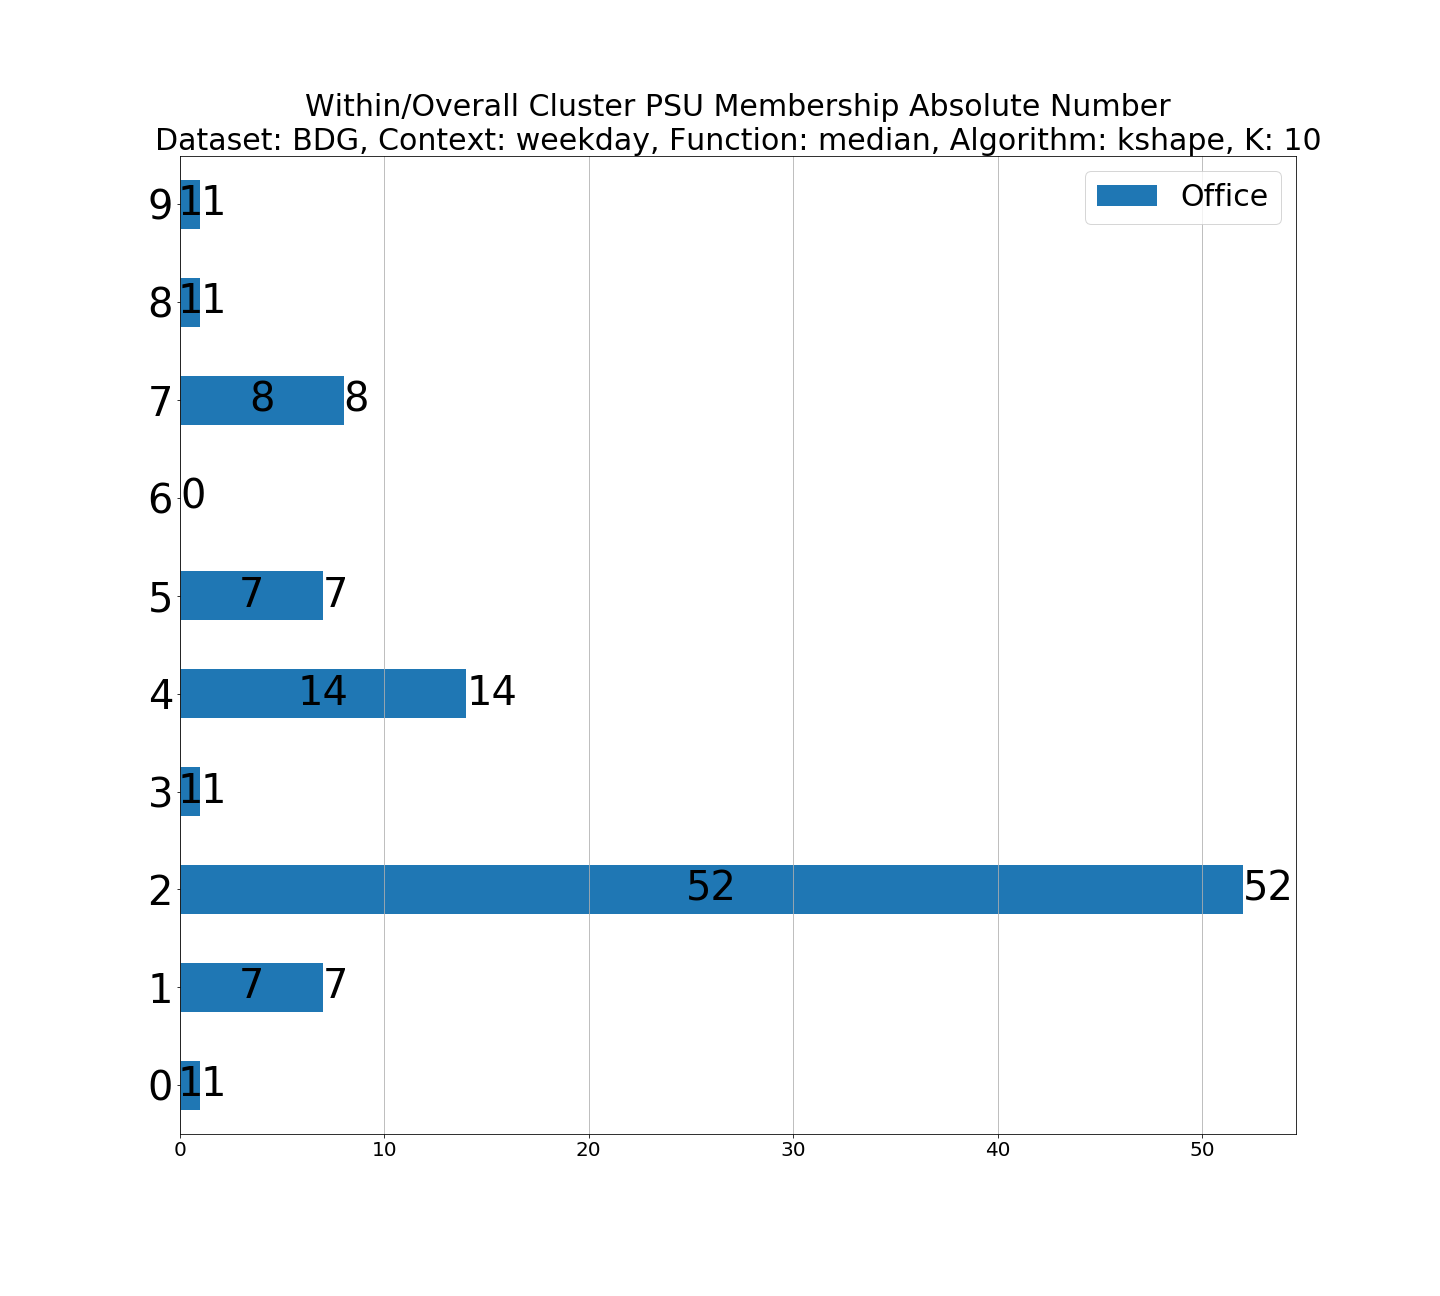 Within/Overall Cluster PSU Membership Absolute Number
Dataset: BDG, Context: weekday, Function: median, Algorithm: kshape, K: 10
Office
9 1 1
8 1 1
7 8 8
6 0
5 7 7
4 14 14
3 1 1
2 52 52
1 7 7
0 1 1
0 10 20 30 40 50